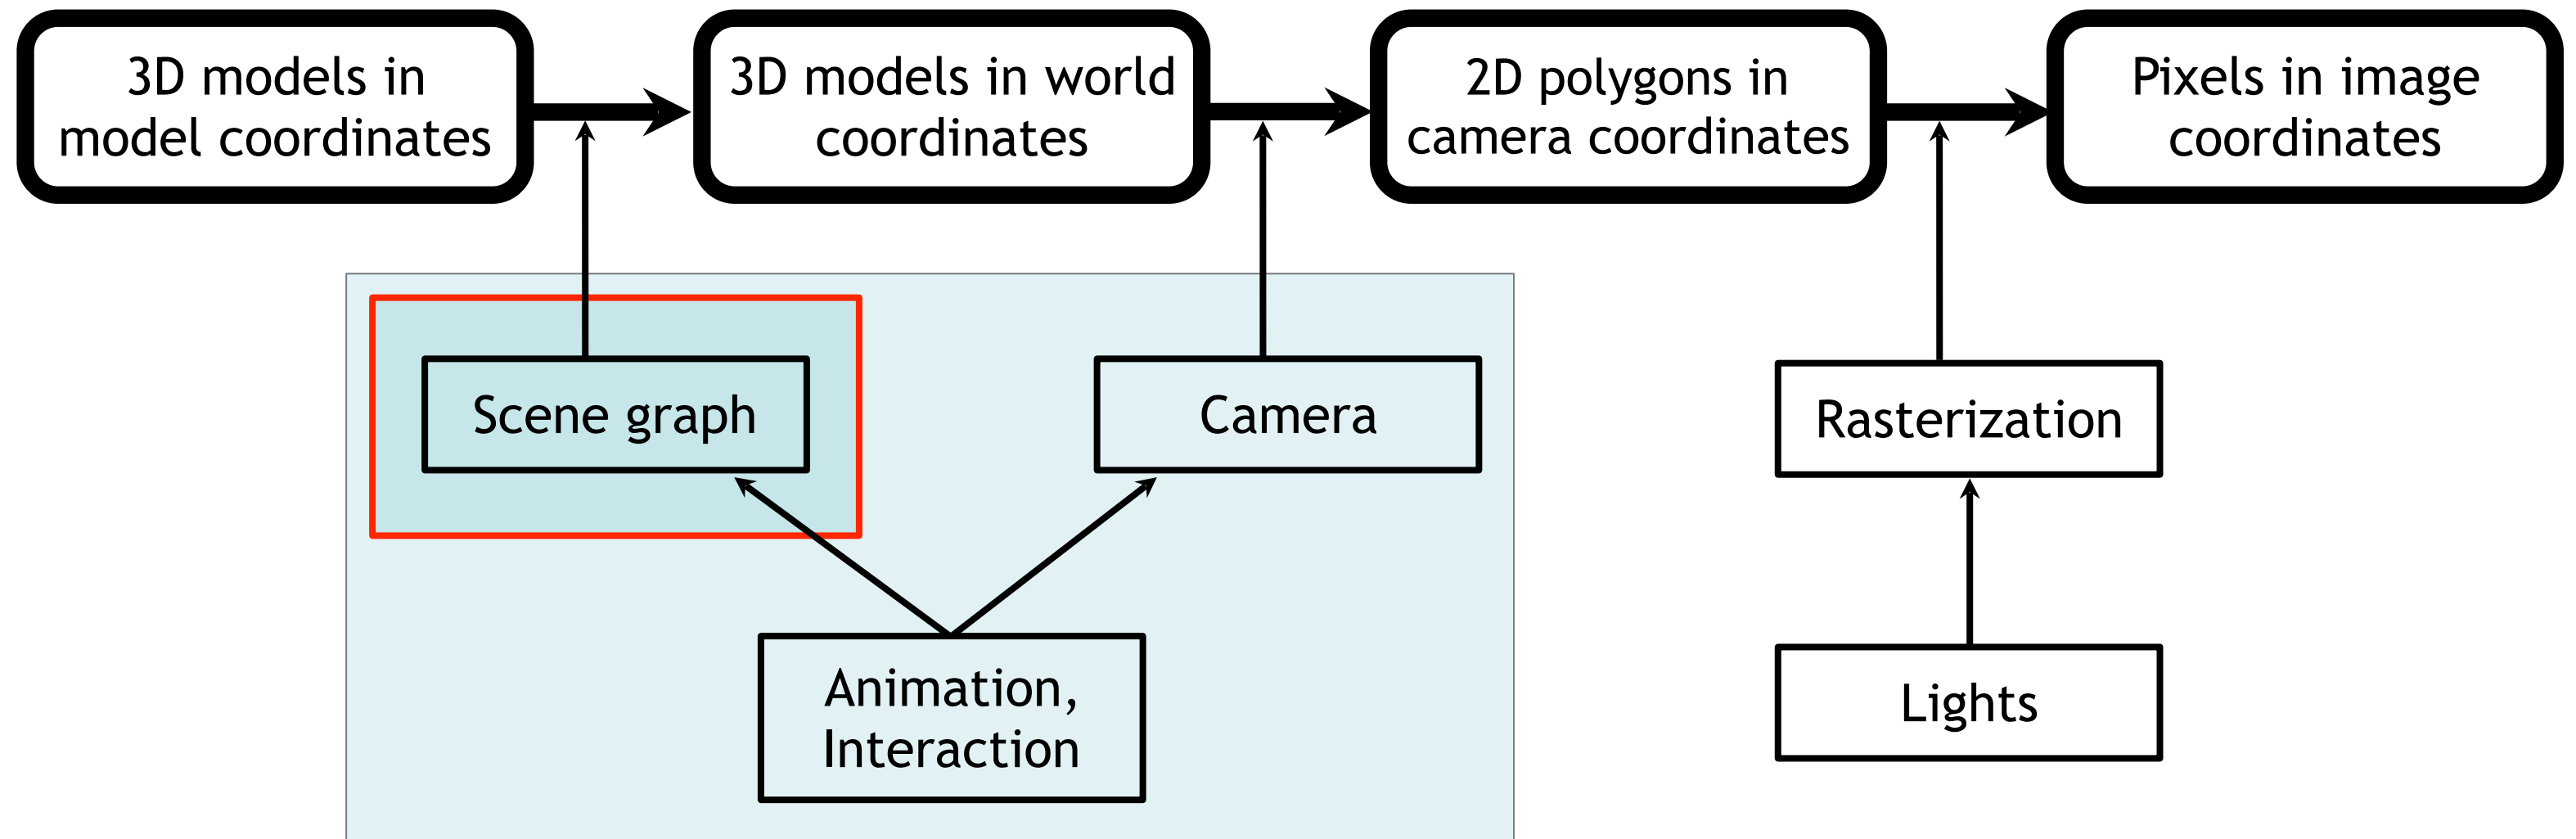 3D models in
model coordinates
3D models in world
coordinates
2D polygons in
camera coordinates
Pixels in image
coordinates
Scene graph
Camera
Rasterization
Animation,
Interaction
Lights